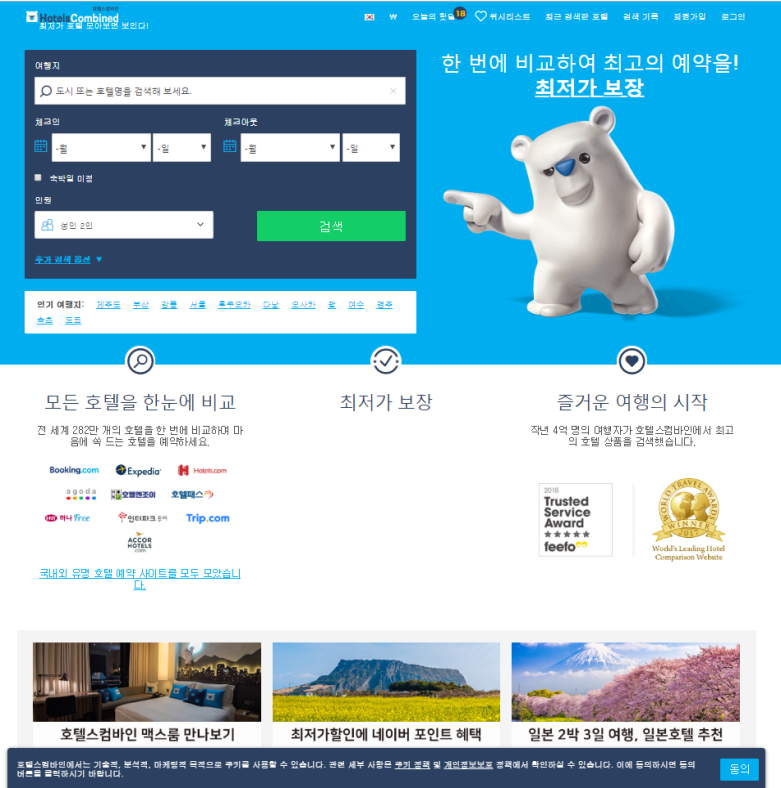 호텔스컴바인
HotelsCombined
최저가 호텔 모아보면 보인다!
₩ 오늘의 핫딜 18 위시리스트 최근 검색한 호텔 검색 기록 회원가입 로그인
한 번에 비교하여 최고의 예약을!
최저가 보장
여행지
도시 또는 호텔명을 검색해 보세요.
체크인 체크아웃
-월 -일 -월 -일
숙박일 미정
인원
성인 2인 검색
추가 검색 옵션
인기 여행지: 제주도 부산 강릉 서울 후쿠오카 다낭 오사카 괌 여수 경주
속초 도쿄
모든 호텔을 한눈에 비교
전 세계 282만 개의 호텔을 한 번에 비교하여 마
음에 쏙 드는 호텔을 예약하세요.
Booking.com Expedia Hotels.com
agoda 호텔엔조이 호텔패스
하나Free 인터파크 투어 Trip.com
ACCOR
HOTELS
.com
국내외 유명 호텔 예약 사이트를 모두 모았습니
다.
최저가 보장
즐거운 여행의 시작
작년 4억 명의 여행자가 호텔스컴바인에서 최고
의 호텔 상품을 검색했습니다.
2018
Trusted
Service
Award
feefo
WORLD TRAVEL AWARDS
WINNER
2017
World's Leading Hotel
Comparison Website
호텔스컴바인 맥스룸 만나보기
최저가할인에 네이버 포인트 혜택
일본 2박 3일 여행, 일본호텔 추천
호텔스컴바인에서는 기술적, 분석적, 마케팅적 목적으로 쿠키를 사용할 수 있습니다. 관련 세부 사항은 쿠키 정책 및 개인정보보호 정책에서 확인하실 수 있습니다. 이에 동의하시면 동의
버튼을 클릭하시기 바랍니다.
동의